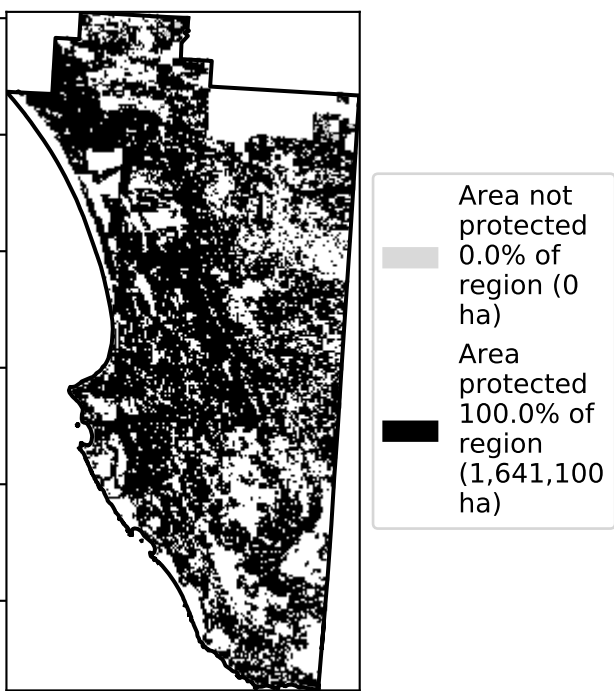 Area not
protected
0.0% of
region (0
ha)
Area
protected
100.0% of
region
(1,641,100
ha)